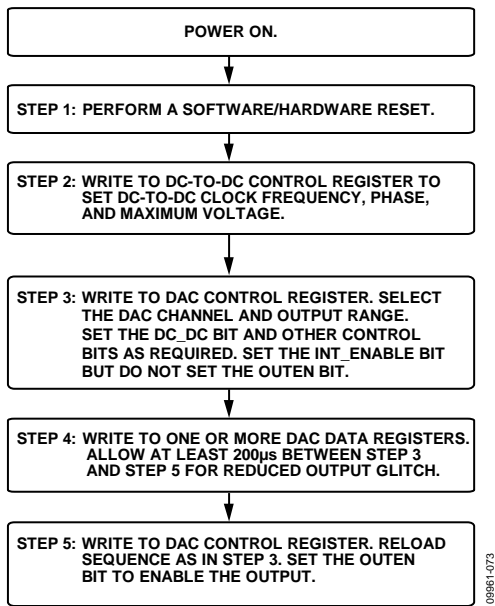 POWER ON.
STEP 1: PERFORM A SOFTWARE/HARDWARE RESET.
STEP 2: WRITE TO DC-TO-DC CONTROL REGISTER TO
SET DC-TO-DC CLOCK FREQUENCY, PHASE,
AND MAXIMUM VOLTAGE.
STEP 3: WRITE TO DAC CONTROL REGISTER. SELECT
THE DAC CHANNEL AND OUTPUT RANGE.
SET THE DC_DC BIT AND OTHER CONTROL
BITS AS REQUIRED. SET THE INT_ENABLE BIT
BUT DO NOT SET THE OUTEN BIT.
STEP 4: WRITE TO ONE OR MORE DAC DATA REGISTERS.
ALLOW AT LEAST 200µs BETWEEN STEP 3
AND STEP 5 FOR REDUCED OUTPUT GLITCH.
STEP 5: WRITE TO DAC CONTROL REGISTER. RELOAD
SEQUENCE AS IN STEP 3. SET THE OUTEN
BIT TO ENABLE THE OUTPUT.
09961-073